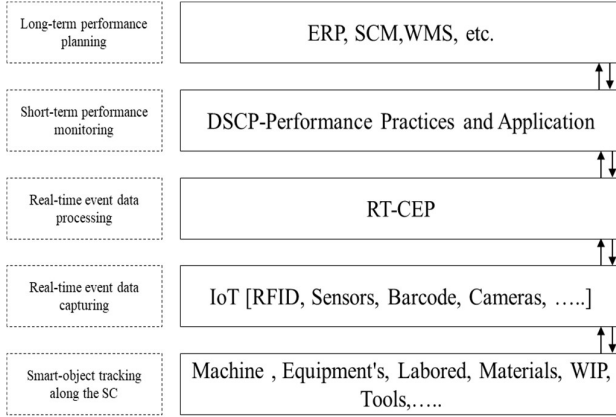 Long-term performance
planning
ERP, SCM,WMS, etc.
Short-term performance
monitoring
DSCP-Performance Practices and Application
Real-time event data
processing
RT-CEP
Real-time event data
capturing
IoT [RFID, Sensors, Barcode, Cameras, …..]
Smart-object tracking
along the SC
Machine , Equipment's, Labored, Materials, WIP,
Tools,…..